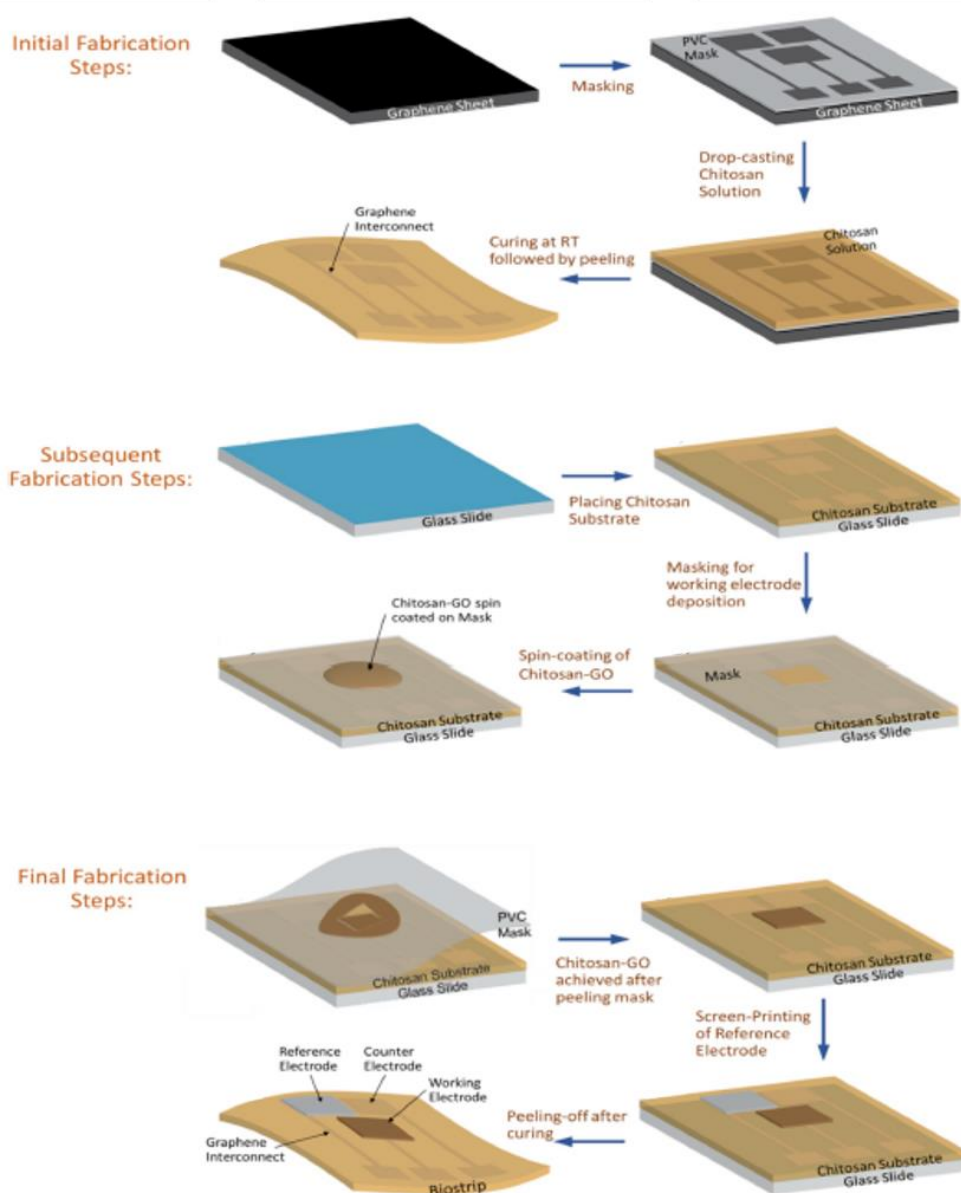 Initial Fabrication
Steps:
Graphene Sheet
Masking
PVC
Mask
Graphene Sheet
Drop-casting
Chitosan
Solution
Chitosan
Solution
Curing at RT
followed by peeling
Graphene
Interconnect
Subsequent
Fabrication Steps:
Glass Slide
Placing Chitosan
Substrate
Chitosan Substrate
Glass Slide
Masking for
working electrode
deposition
Mask
Chitosan Substrate
Glass Slide
Spin-coating of
Chitosan-GO
Chitosan-GO spin
coated on Mask
Chitosan Substrate
Glass Slide
Final Fabrication
Steps:
PVC
Mask
Chitosan Substrate
Glass Slide
Chitosan-GO
achieved after
peeling mask
Chitosan Substrate
Glass Slide
Screen-Printing
of Reference
Electrode
Chitosan Substrate
Glass Slide
Peeling-off after
curing
Reference
Electrode
Counter
Electrode
Working
Electrode
Graphene
Interconnect
Biostrip